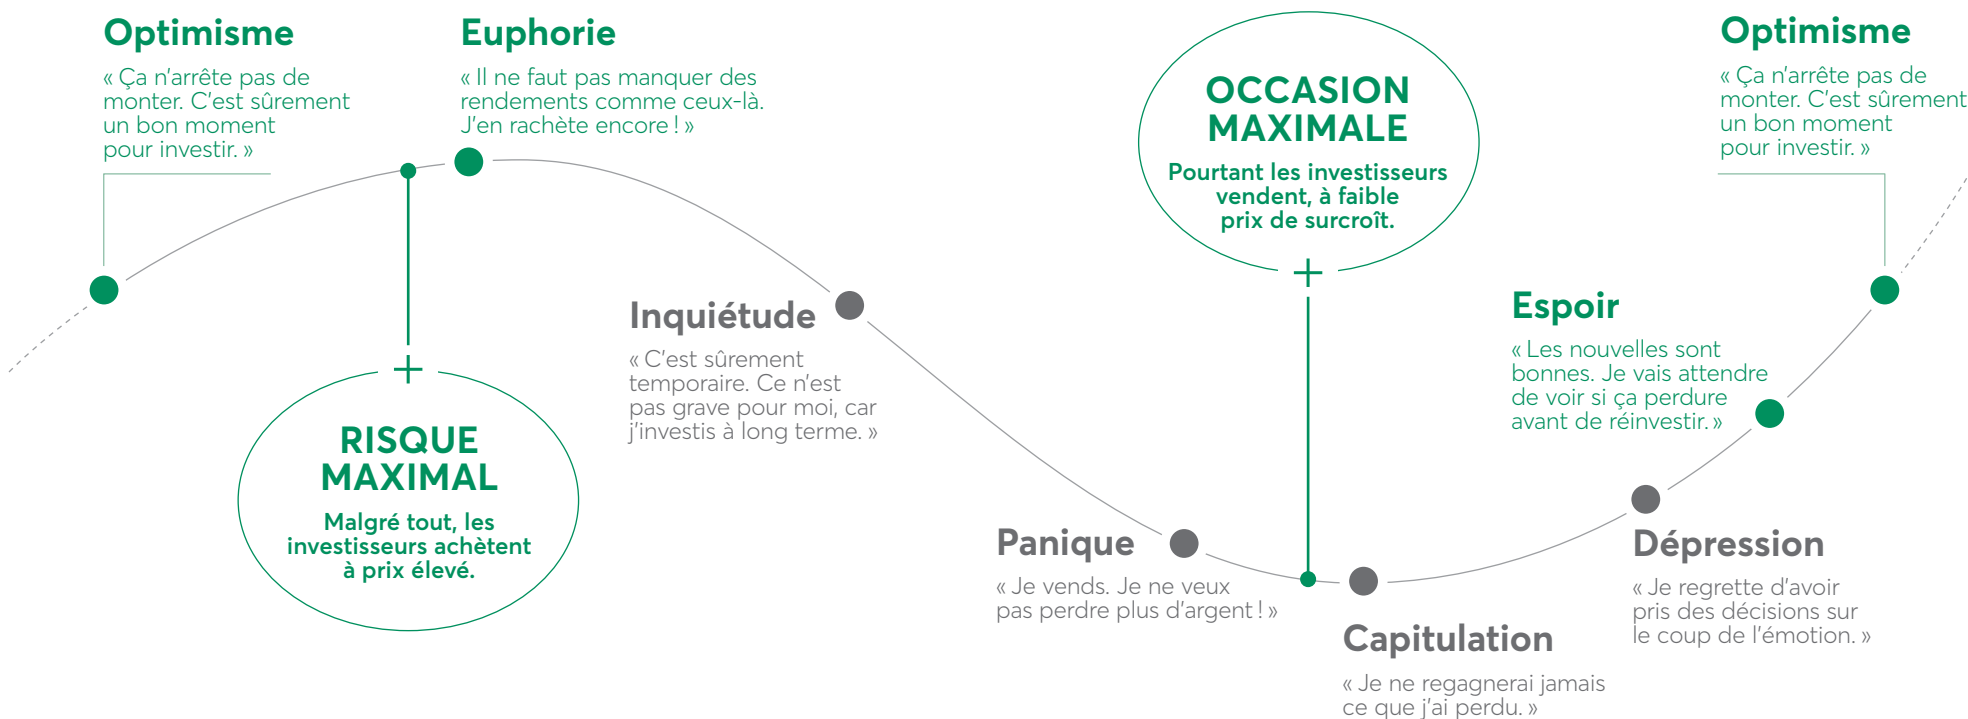 Optimisme
« Ça n'arrête pas de
monter. C'est sûrement
un bon moment
pour investir. »
Euphorie
« Il ne faut pas manquer des
rendements comme ceux-là.
J'en rachète encore ! »
RISQUE
MAXIMAL
Malgré tout, les
investisseurs achètent
à prix élevé.
Inquiétude
« C'est sûrement
temporaire. Ce n'est
pas grave pour moi, car
j'investis à long terme. »
Panique
« Je vends. Je ne veux
pas perdre plus d'argent ! »
OCCASION
MAXIMALE
Pourtant les investisseurs
vendent, à faible
prix de surcroît.
Capitulation
« Je ne regagnerai jamais
ce que j'ai perdu. »
Dépression
« Je regrette d'avoir
pris des décisions sur
le coup de l'émotion. »
Espoir
« Les nouvelles sont
bonnes. Je vais attendre
de voir si ça perdure
avant de réinvestir. »
Optimisme
« Ça n'arrête pas de
monter. C'est sûrement
un bon moment
pour investir. »